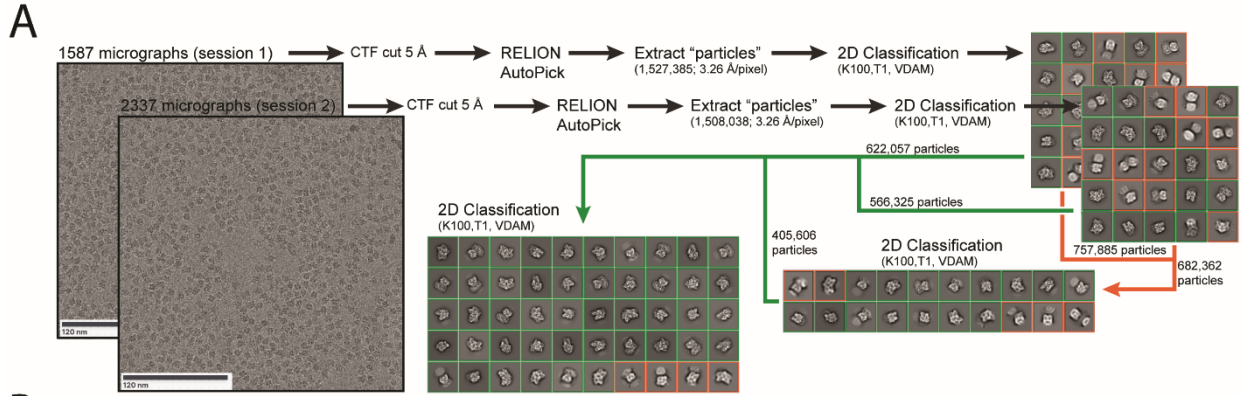 A
1587 micrographs (session 1)
CTF cut 5 Å
RELION
AutoPick
Extract “particles”
(1,527,385; 3.26 Å/pixel)
2D Classification
(K100,T1, VDAM)
2337 micrographs (session 2)
CTF cut 5 Å
RELION
AutoPick
Extract “particles”
(1,508,038; 3.26 Å/pixel)
2D Classification
(K100,T1, VDAM)
622,057 particles
566,325 particles
2D Classification
(K100,T1, VDAM)
405,606
particles
2D Classification
(K100,T1, VDAM)
757,885 particles
682,362
particles
120 nm
120 nm